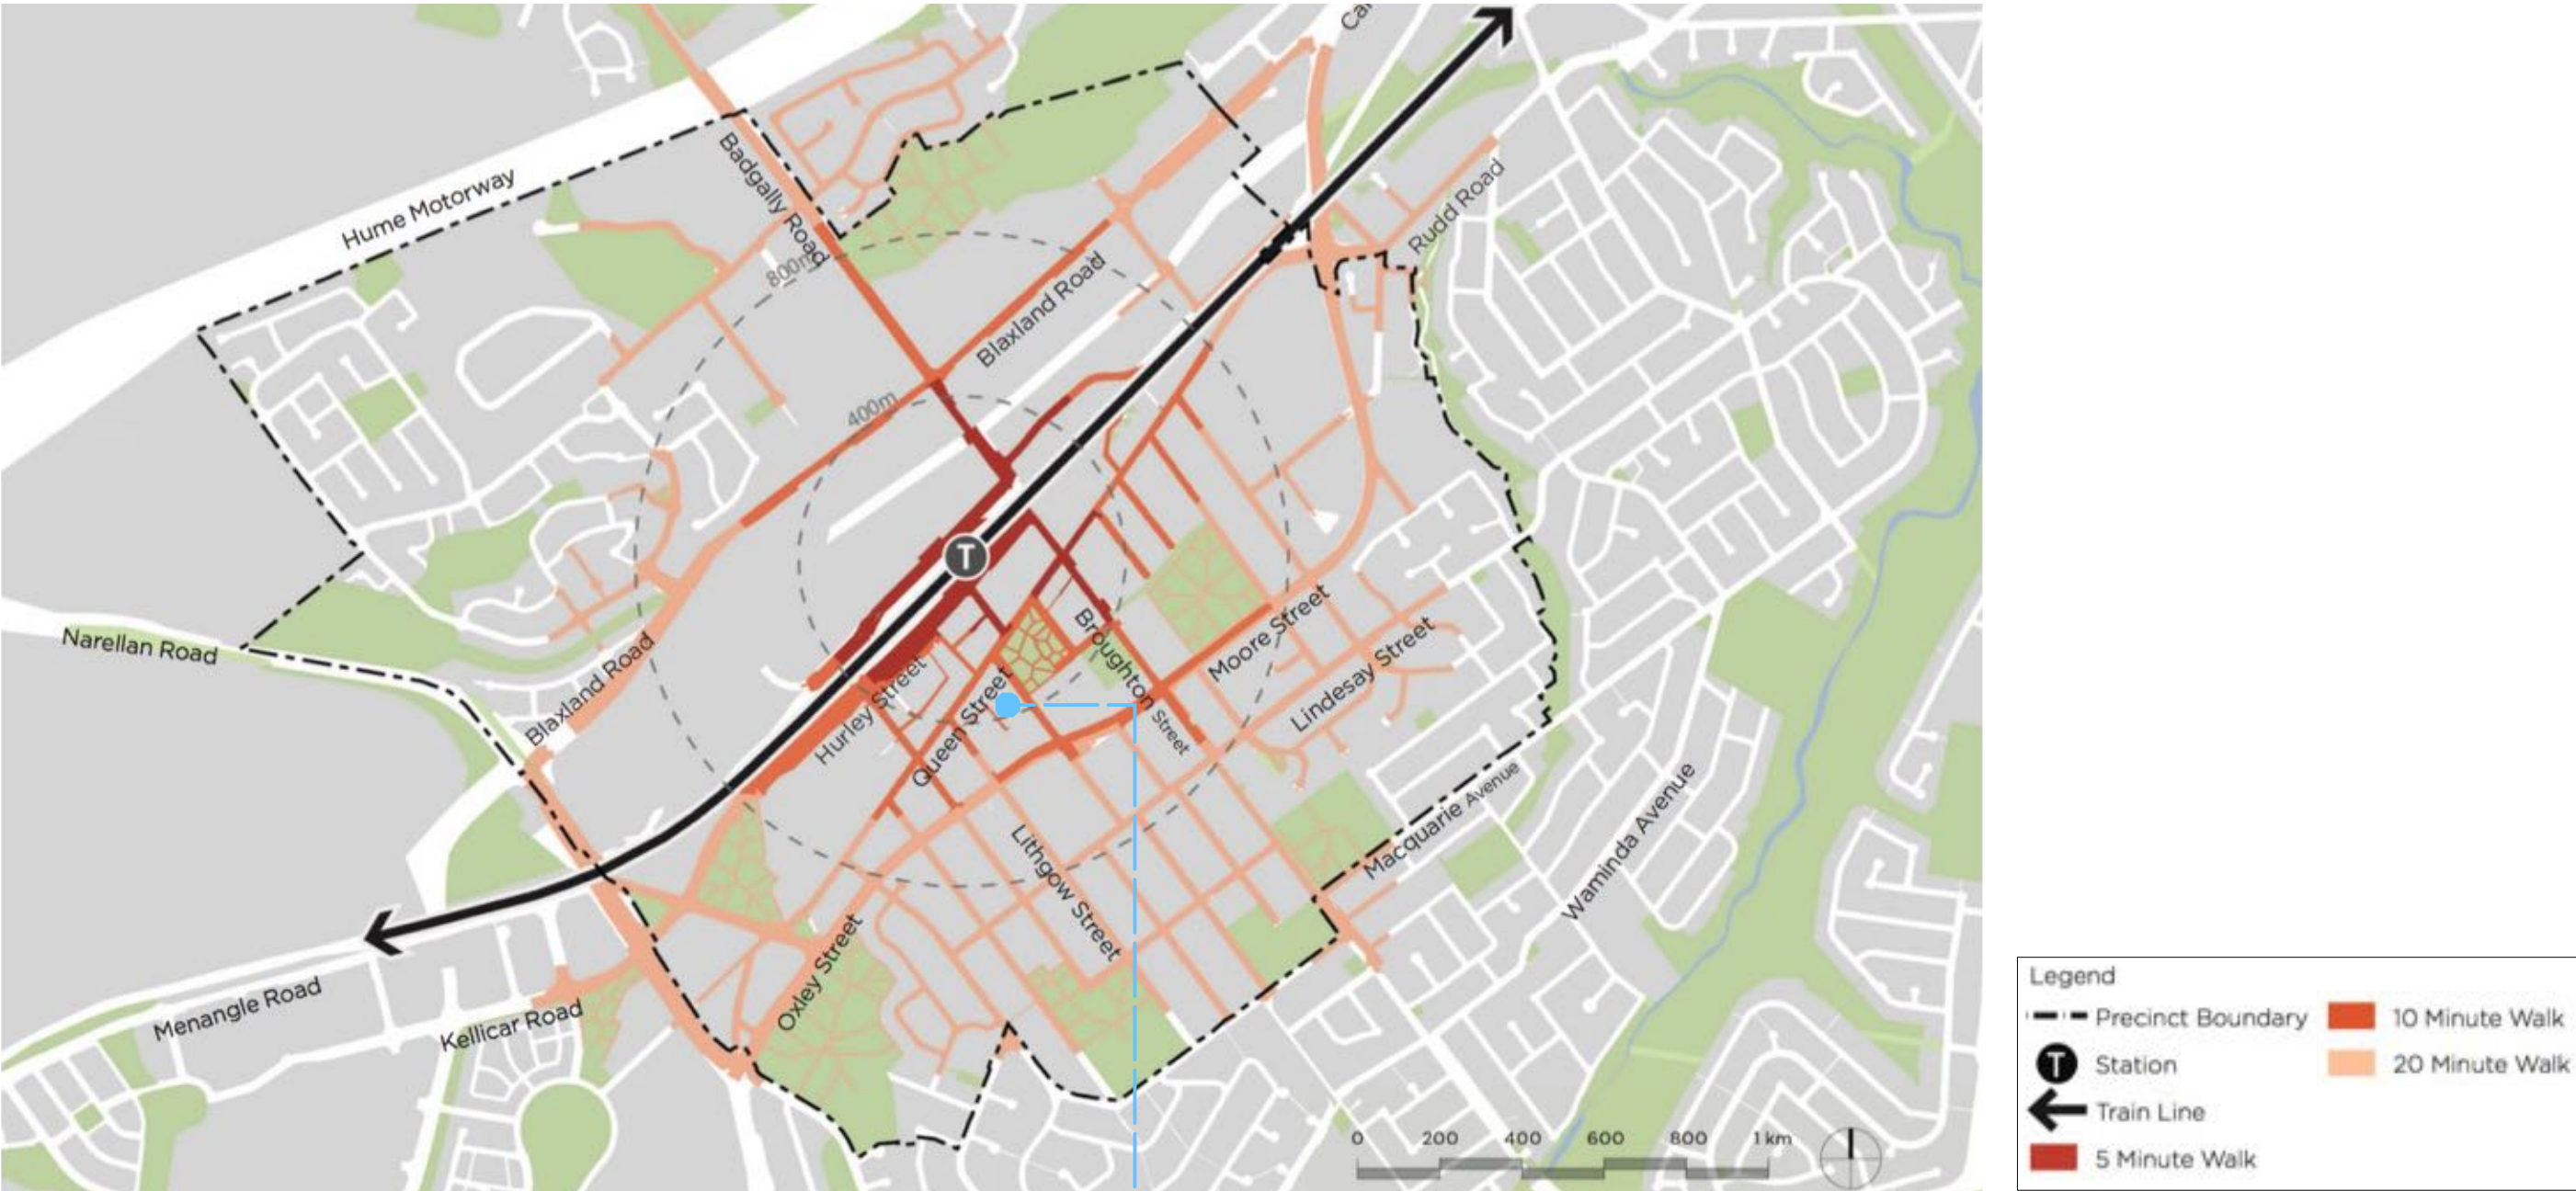 Ca
Hume Motorway
Badgally Road
Rudd Road
800m
Blaxland Road
400m
T
Narellan Road
Blaxland Road
Hurley Street
Queen Street
Broughton Street
Moore Street
Lindesay Street
Lithgow Street
Macquarie Avenue
Waminda Avenue
Oxley Street
Menangle Road
Kellicar Road
0 200 400 600 800 1 km
Legend
Precinct Boundary
T Station
Train Line
5 Minute Walk
10 Minute Walk
20 Minute Walk